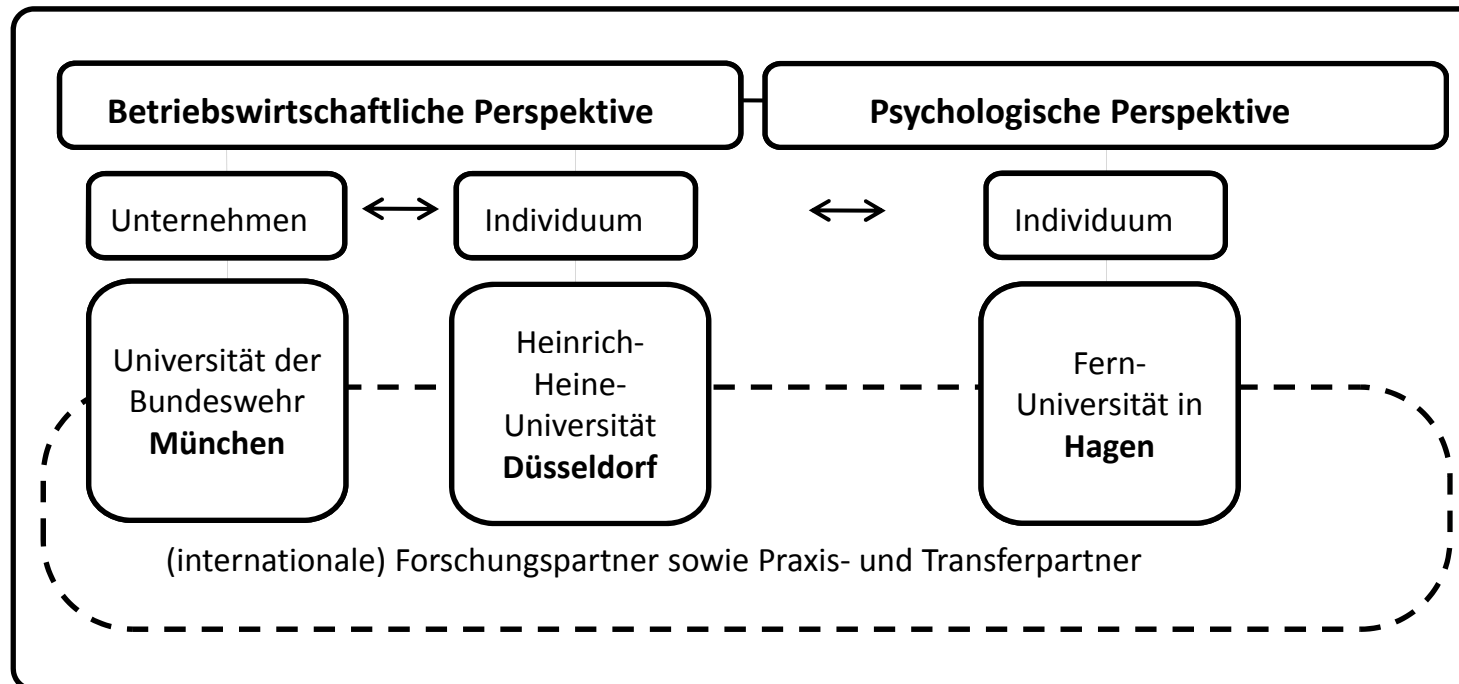 Betriebswirtschaftliche Perspektive
Psychologische Perspektive
Unternehmen
Individuum
Individuum
Universität der
Bundeswehr
München
Heinrich-
Heine-
Universität
Düsseldorf
Fern-
Universität in
Hagen
(internationale) Forschungspartner sowie Praxis- und Transferpartner